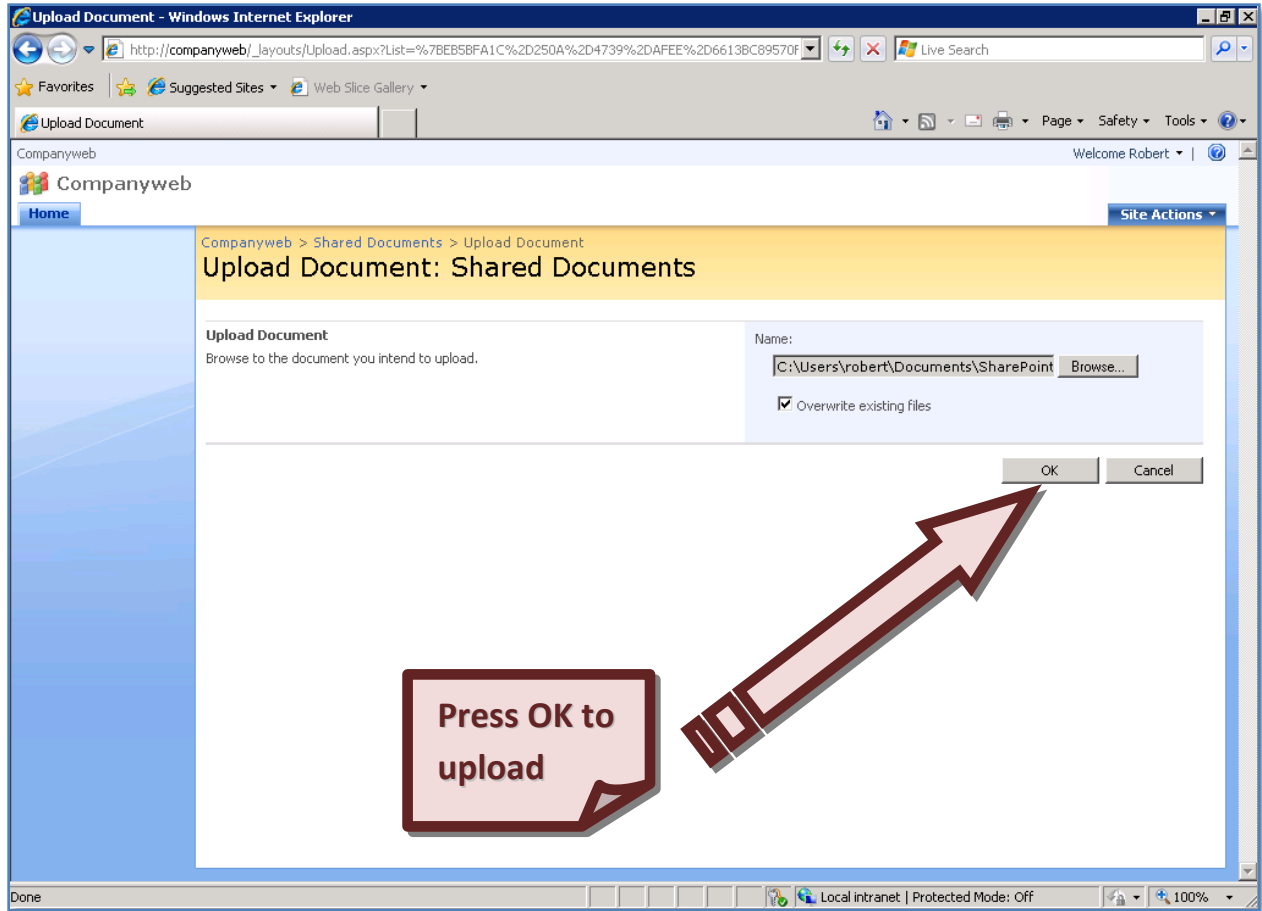 Upload Document - Windows Internet Explorer
http://companyweb/_layouts/Upload.aspx?List=%7BEB5BFA1C%2D250A%2D4739%2DAFEE%2D6613BC89570F
Live Search
Favorites Suggested Sites Web Slice Gallery
Upload Document Page Safety Tools
Companyweb Welcome Robert |
Companyweb
Home Site Actions
Companyweb > Shared Documents > Upload Document
Upload Document: Shared Documents
Upload Document
Browse to the document you intend to upload.
Name:
C:\Users\robert\Documents\SharePoint Browse...
Overwrite existing files
OK Cancel
Press OK to
upload
Done Local intranet | Protected Mode: Off 100%